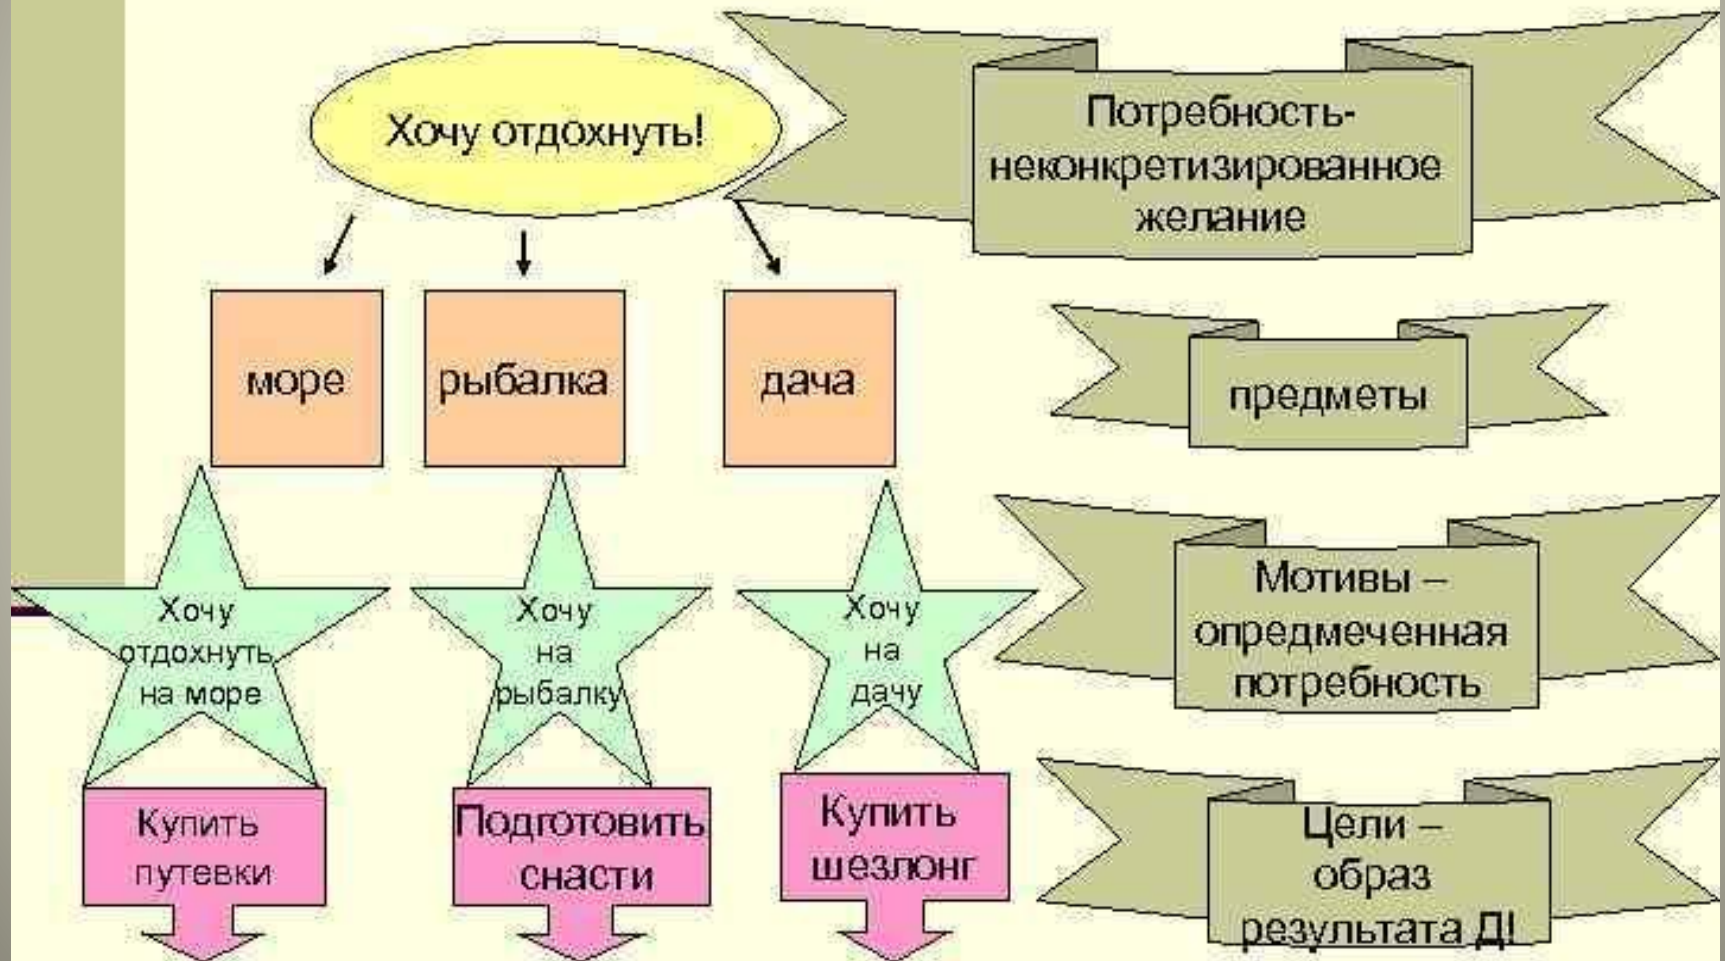 Хочу отдохнуть!
Потребность-
неконкретизированное
желание
море
рыбалка
дача
предметы
Хочу
отдохнуть
на море
Хочу
на
рыбалку
Хочу
на
дачу
Мотивы –
опредмеченная
потребность
Купить
путевки
Подготовить
снасти
Купить
шезлонг
Цели –
образ
результата Д!